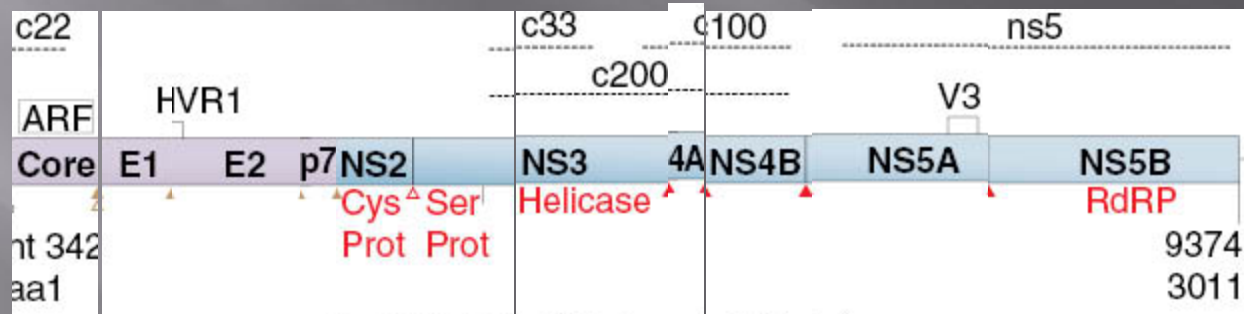 c22 c33 c100 ns5
c200
HVR1 V3
ARF
Core E1 E2 p7 NS2 NS3 4A NS4B NS5A NS5B
Cys Ser Helicase RdRP
Prot Prot
nt 342 9374
aa1 3011